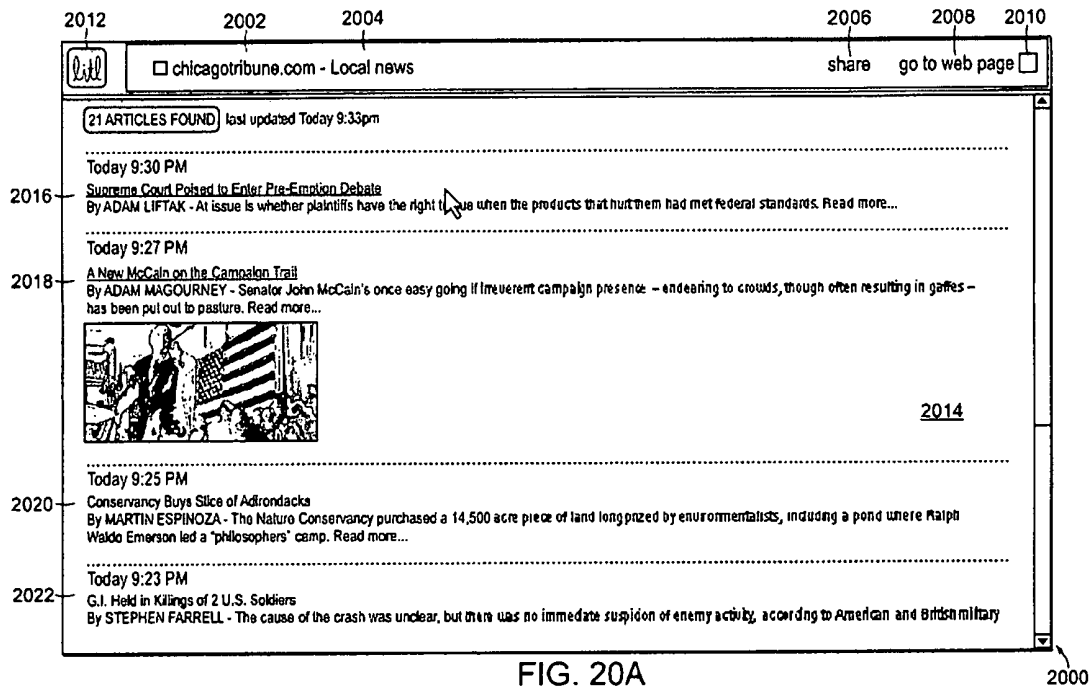 2012 2002 2004 2006 2008 2010
litl chicagotribune.com - Local news share go to web page
21 ARTICLES FOUND last updated Today 9:33pm
Today 9:30 PM
2016 Supreme Court Poised to Enter Pre-Emption Debate
By ADAM LIFTAK - At issue is whether plaintiffs have the right to sue when the products that hurt them had met federal standards. Read more...
Today 9:27 PM
2018 A New McCain on the Campaign Trail
By ADAM MAGOURNEY - Senator John McCain's once easy going if irreverent campaign presence – endearing to crowds, though often resulting in gaffes –
has been put out to pasture. Read more...
2014
Today 9:25 PM
2020 Conservancy Buys Slice of Adirondacks
By MARTIN ESPINOZA - The Nature Conservancy purchased a 14,500 acre piece of land long prized by environmentalists, including a pond where Ralph
Waldo Emerson led a "philosophers" camp. Read more...
Today 9:23 PM
2022 G.I. Held in Killings of 2 U.S. Soldiers
By STEPHEN FARRELL - The cause of the crash was unclear, but there was no immediate suspicion of enemy activity, according to American and British military
FIG. 20A
2000